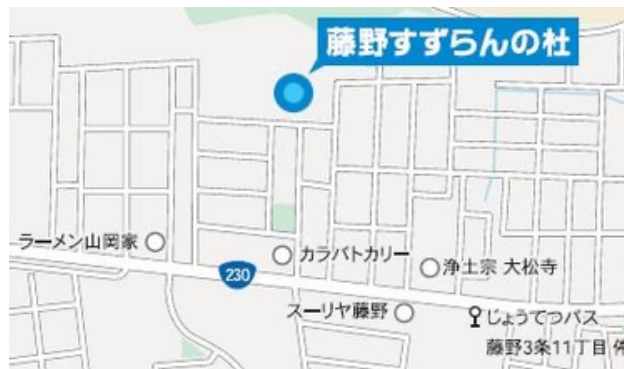 藤野すずらんの杜
ラーメン山岡家
カラバトカリー
230
浄土宗 大松寺
スーリヤ藤野
じょうてつバス
藤野3条11丁目